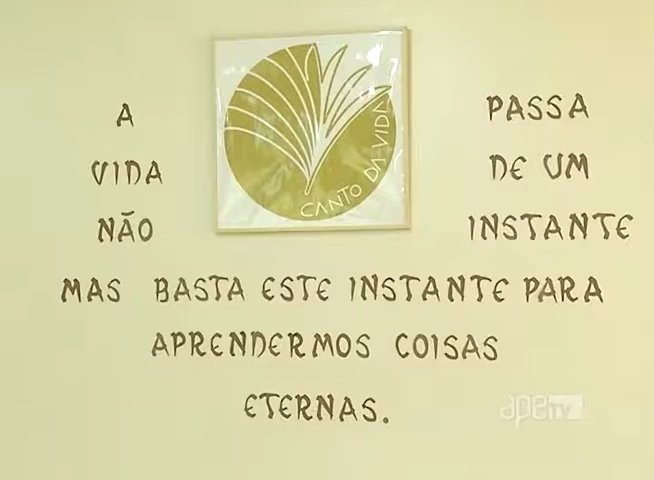 A PASSA
VIDA DE UM
NÃO INSTANTE
CANTO DA VIDA
MAS BASTA ESTE INSTANTE PARA
APRENDERMOS COISAS
ETERNAS.
apeTV